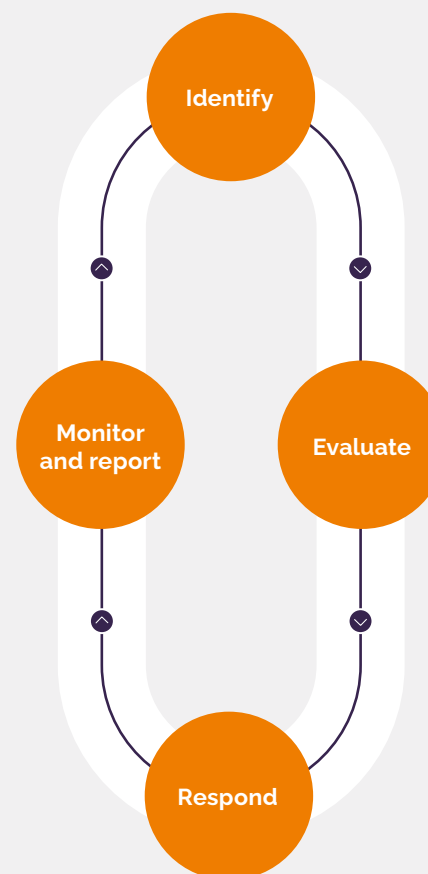 Identify
Monitor
and report
Evaluate
Respond